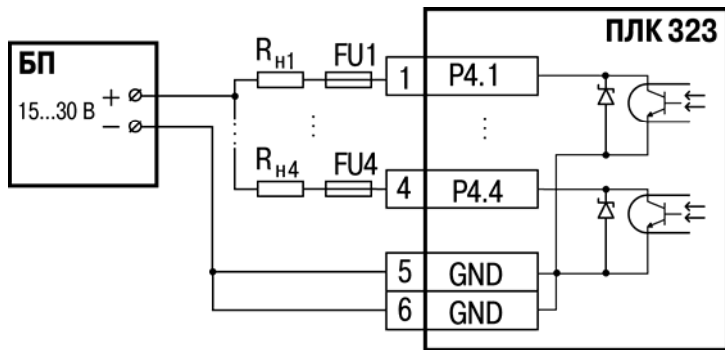 ПЛК 323
БП
15...30 В
+
–
Rн1
FU1
1
P4.1
Rн4
FU4
4
P4.4
5
GND
6
GND